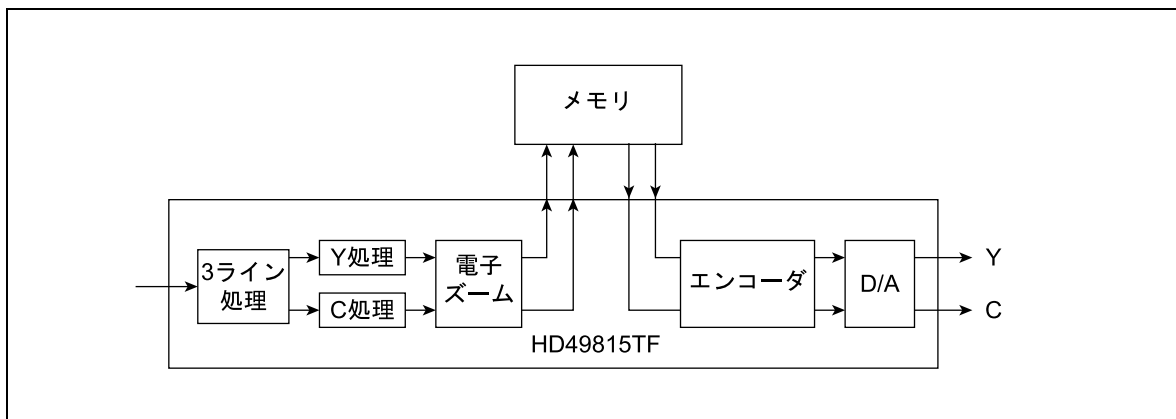 メモリ
3ライン
処理
Y処理
C処理
電子
ズーム
エンコーダ
D/A
Y
C
HD49815TF